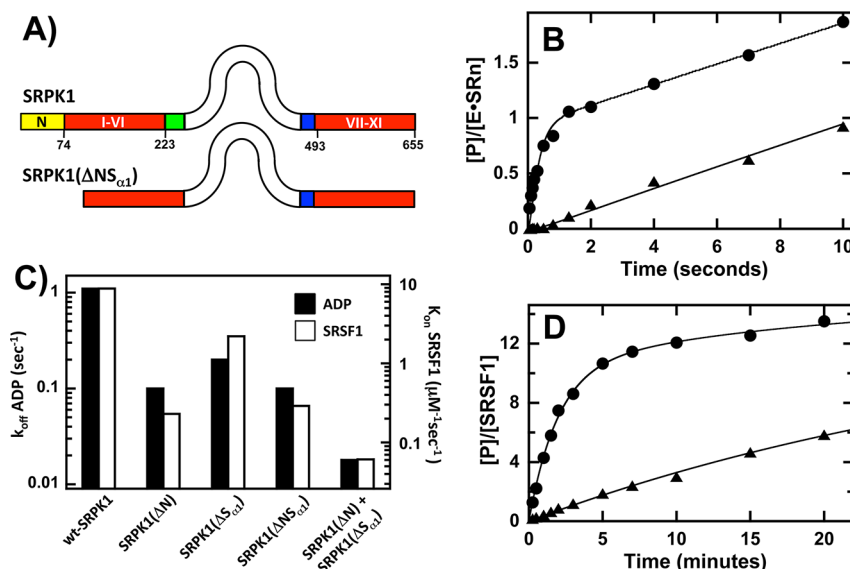 A)
SRPK1
N
I-VI
VII-XI
74
223
493
655
SRPK1(ΔNSα1)
B
[P]/[E•SRn]
1.5
1
0.5
0
0
2
4
6
8
10
Time (seconds)
C)
ADP
SRSF1
koff ADP (sec-1)
1
0.1
0.01
Kon SRSF1 (μM-1sec-1)
10
1
0.1
wt-SRPK1
SRPK1(ΔN)
SRPK1(ΔSα1)
SRPK1(ΔNSα1)
SRPK1(ΔN) +
SRPK1(ΔSα1)
D
[P]/[SRSF1]
12
8
4
0
0
5
10
15
20
Time (minutes)